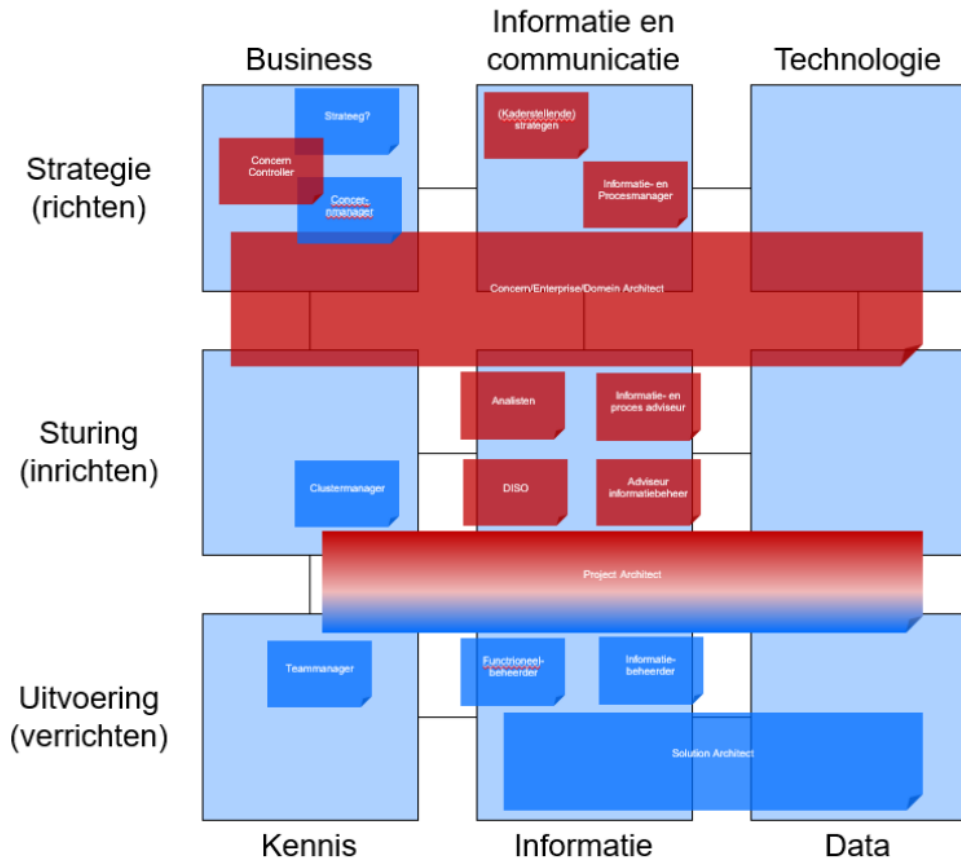 Business
Informatie en
communicatie
Technologie
Strategie
(richten)
Strateeg?
(Kaderstellende)
strategen
Concern
Controller
Concer-
nmanager
Informatie- en
Procesmanager
Concern/Enterprise/Domein Architect
Sturing
(inrichten)
Analisten
Informatie- en
proces adviseur
Clustermanager
DISO
Adviseur
informatiebeheer
Project Architect
Uitvoering
(verrichten)
Teammanager
Functrioneel-
beheerder
Informatie-
beheerder
Solution Architect
Kennis
Informatie
Data